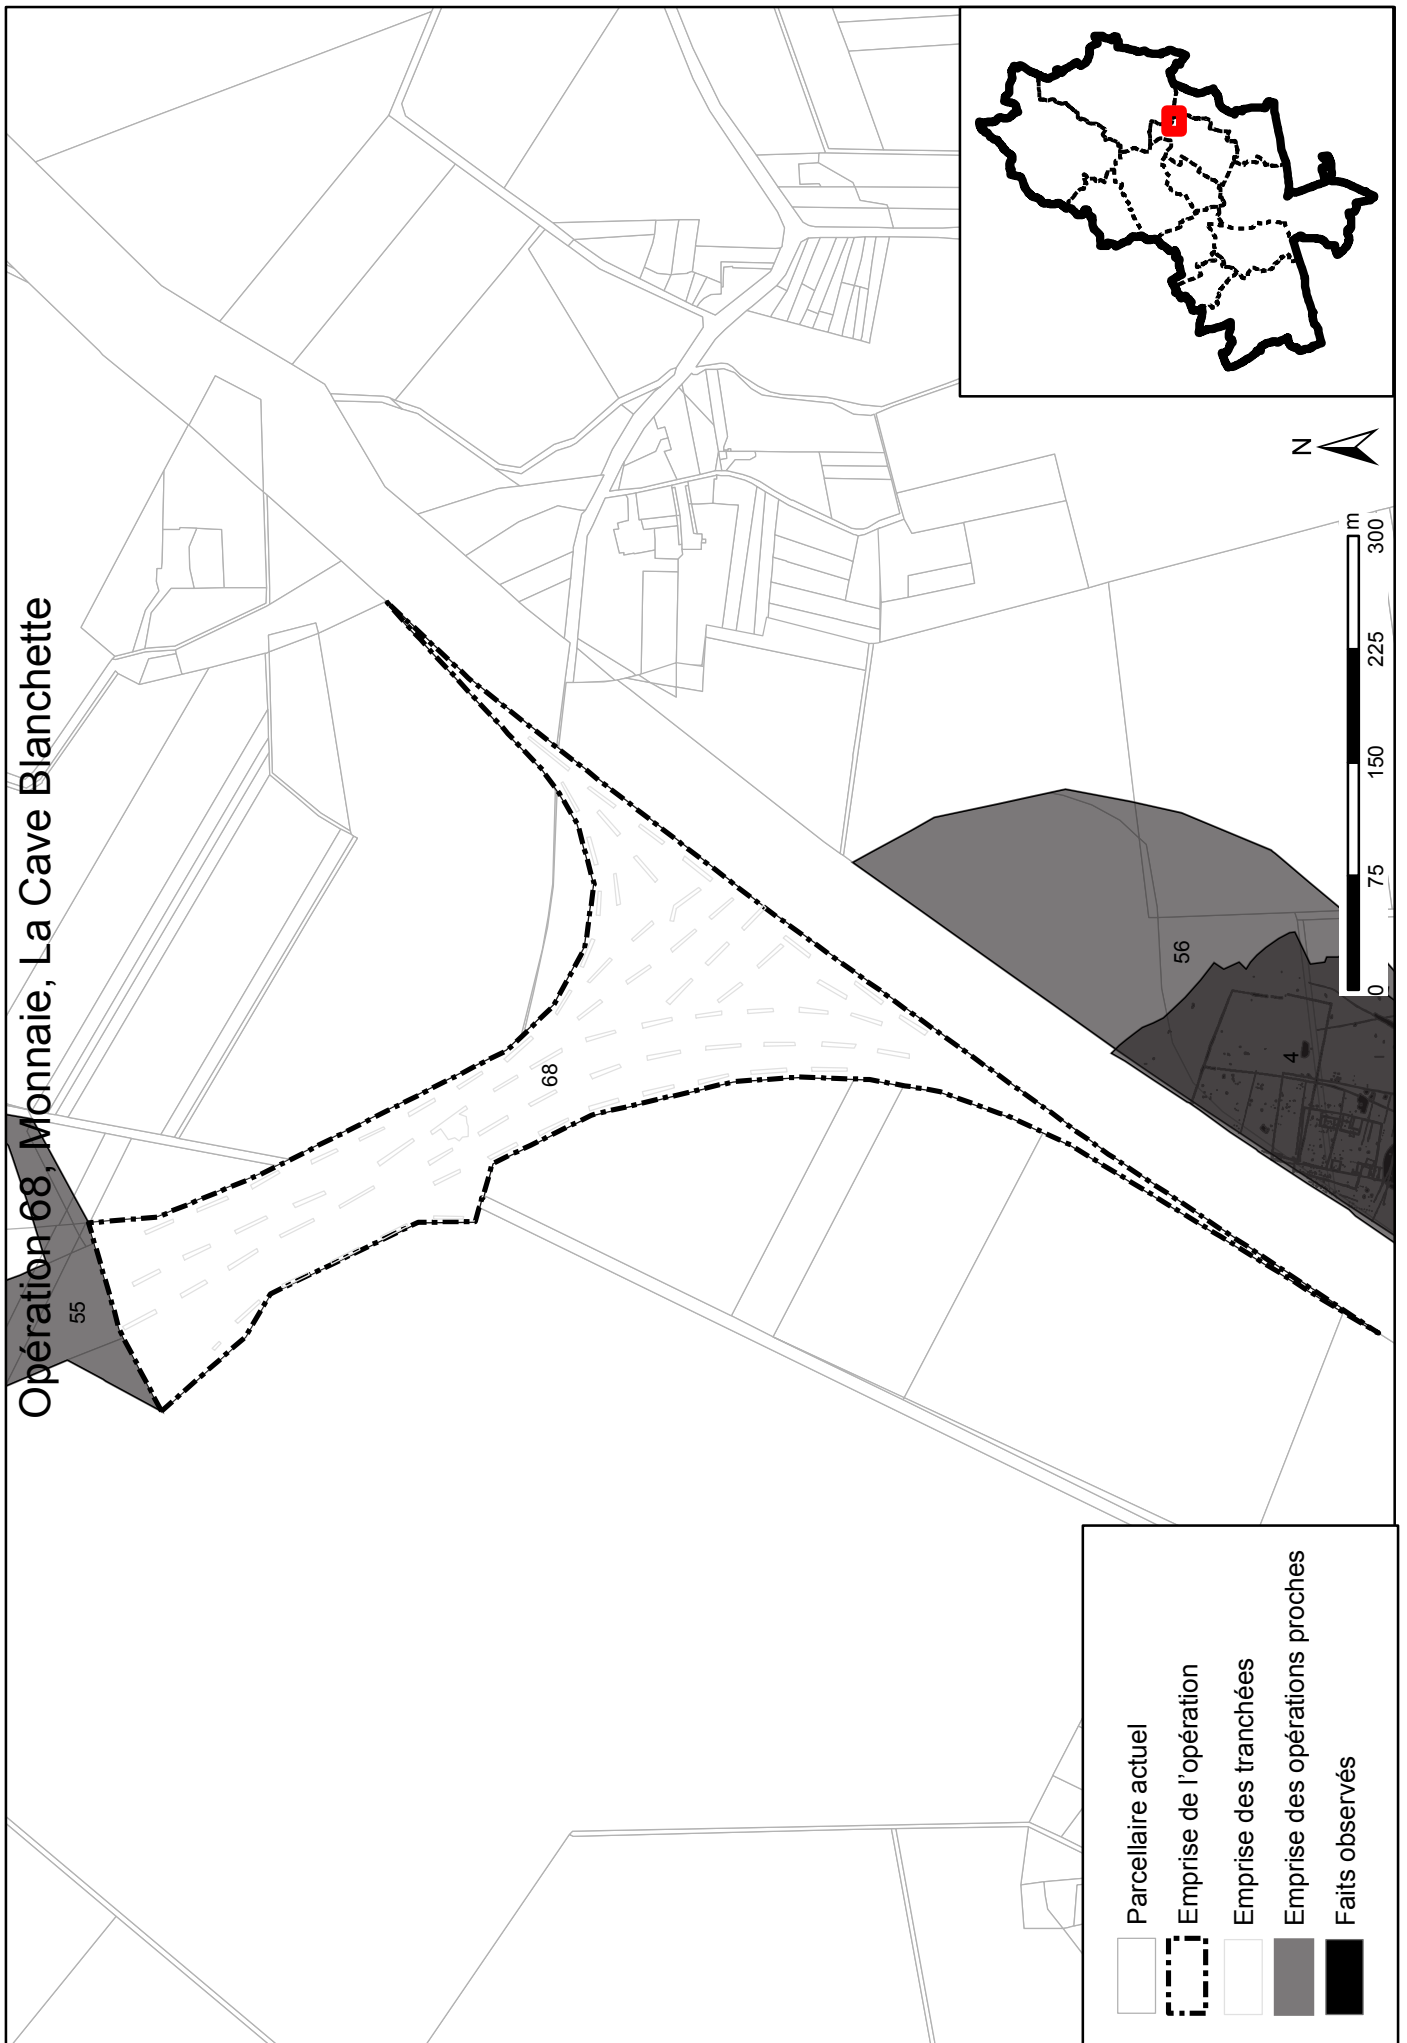 Opération 68, Monnaie, La Cave Blanchette
55
68
56
4
N
0 75 150 225 300 m
Parcellaire actuel
Emprise de l'opération
Emprise des tranchées
Emprise des opérations proches
Faits observés